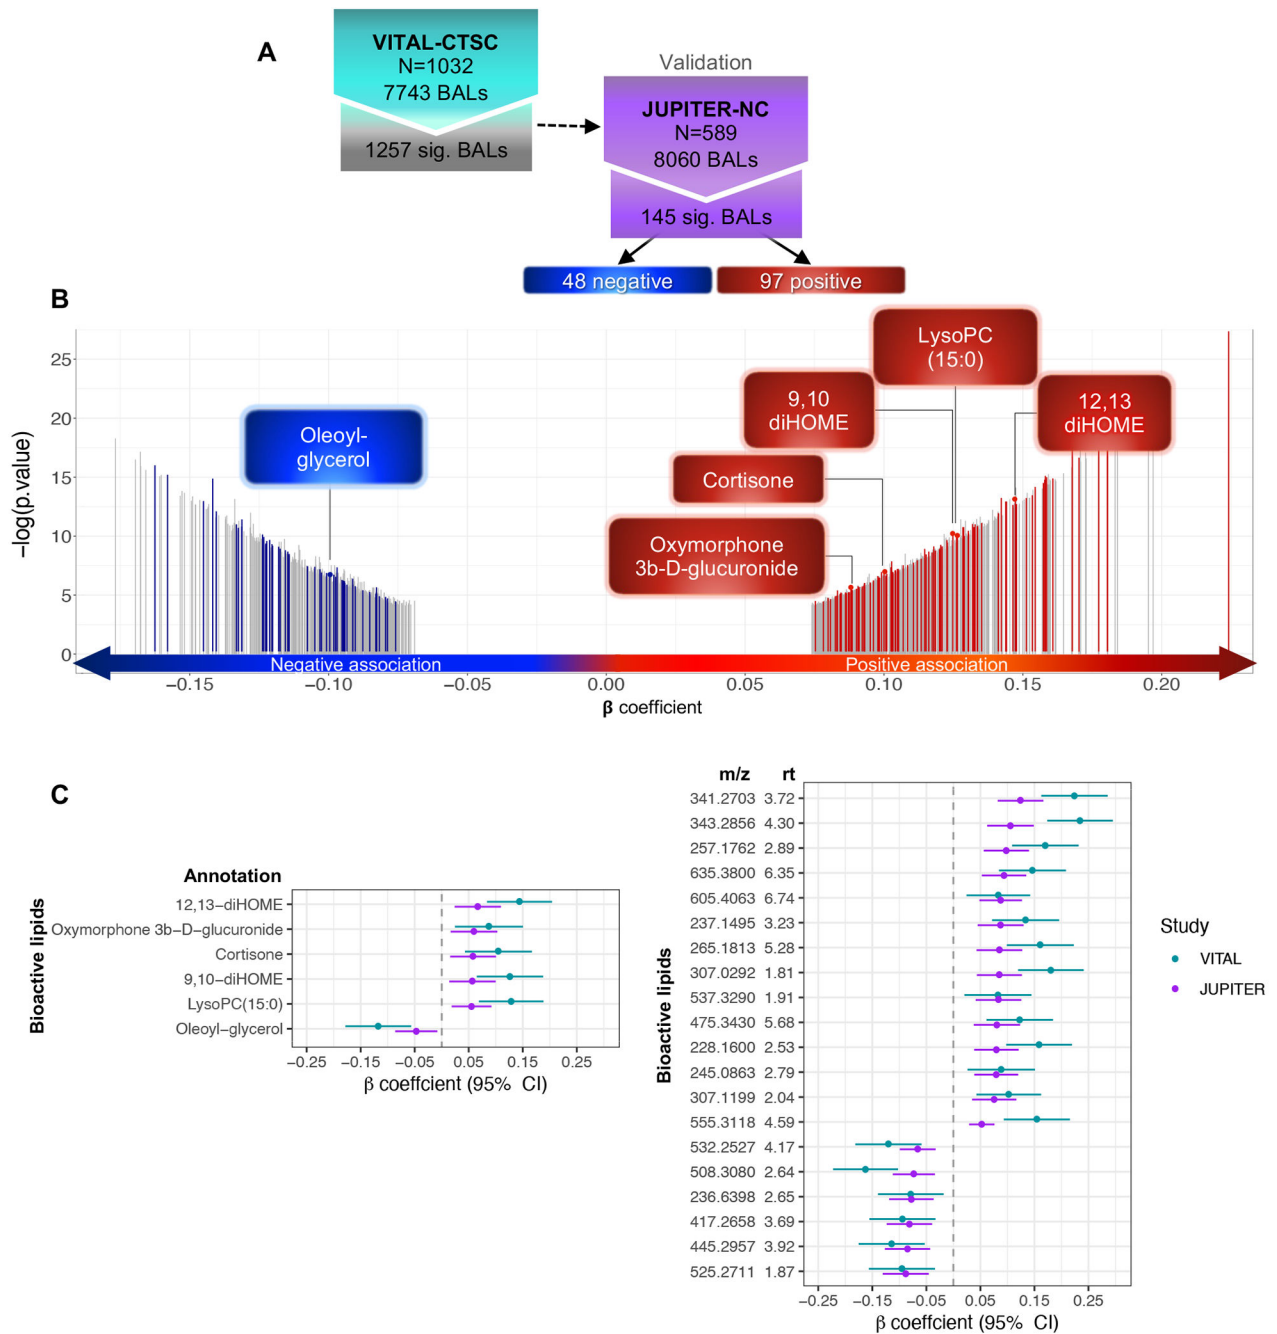 A
VITAL-CTSC
N=1032
7743 BALs
1257 sig. BALs
Validation
JUPITER-NC
N=589
8060 BALs
145 sig. BALs
48 negative
97 positive
B
−log(p.value)
25
20
15
10
5
0
Oleoyl-
glycerol
LysoPC
(15:0)
9,10
diHOME
12,13
diHOME
Cortisone
Oxymorphone
3b-D-glucuronide
Negative association
Positive association
−0.15 −0.10 −0.05 0.00 0.05 0.10 0.15 0.20
β coefficient
C
Annotation
Bioactive lipids
12,13−diHOME
Oxymorphone 3b−D−glucuronide
Cortisone
9,10−diHOME
LysoPC(15:0)
Oleoyl−glycerol
−0.25 −0.15 −0.05 0.05 0.15 0.25
β coeffcient (95% CI)
m/z rt
Bioactive lipids
341.2703 3.72
343.2856 4.30
257.1762 2.89
635.3800 6.35
605.4063 6.74
237.1495 3.23
265.1813 5.28
307.0292 1.81
537.3290 1.91
475.3430 5.68
228.1600 2.53
245.0863 2.79
307.1199 2.04
555.3118 4.59
532.2527 4.17
508.3080 2.64
236.6398 2.65
417.2658 3.69
445.2957 3.92
525.2711 1.87
−0.25 −0.15 −0.05 0.05 0.15 0.25
β coeffcient (95% CI)
Study
VITAL
JUPITER